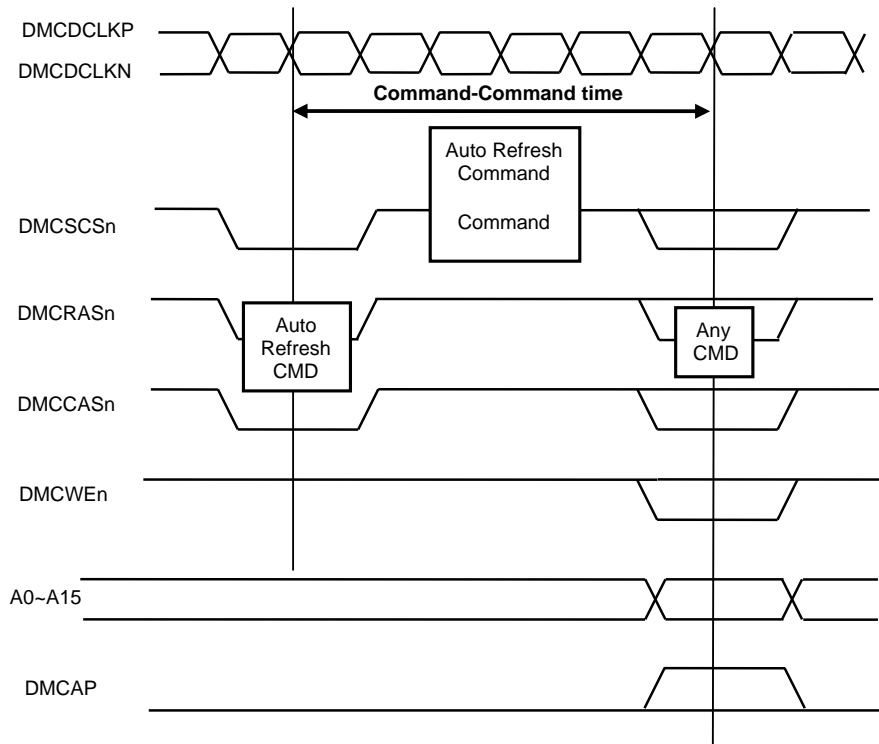 DMCDCLKP
DMCDCLKN
Command-Command time
Auto Refresh
Command
Command
DMCSCSn
DMCRASn
Auto
Refresh
CMD
Any
CMD
DMCCASn
DMCWEn
A0~A15
DMCAP